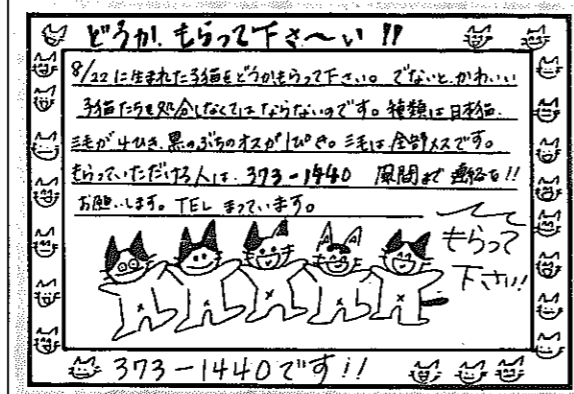 どうか、もらって下さ〜い!!
8/22に生まれた子猫をどうかもらって下さい。でないと、かわいい
子猫たちを処分しなくてはならないのです。種類は日本猫.
三毛が4ひき、黒のぶちのオスが1ぴき。三毛は全部メスです。
もらっていただける人は、373-1440 風間まで連絡を!!
お願いします。TELまっています。
もらって
下さい!!
373-1440です!!